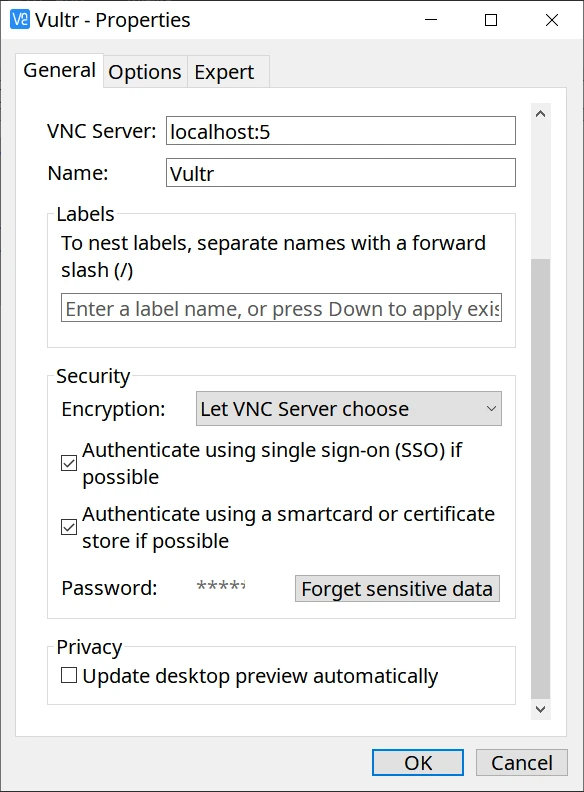 Vultr - Properties
General Options Expert
VNC Server: localhost:5
Name: Vultr
Labels
To nest labels, separate names with a forward
slash (/)
Enter a label name, or press Down to apply exis
Security
Encryption: Let VNC Server choose
Authenticate using single sign-on (SSO) if
possible
Authenticate using a smartcard or certificate
store if possible
Password: ***** Forget sensitive data
Privacy
Update desktop preview automatically
OK Cancel